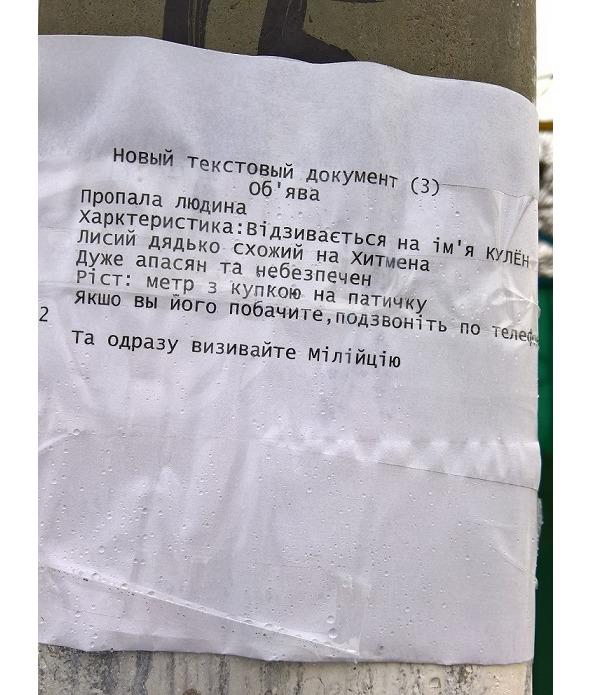 Новый текстовый документ (3)
Об'ява
Пропала людина
Харктеристика:Відзивається на ім'я КУЛЁН
Лисий дядько схожий на Хитмена
Дуже апасян та небезпечен
Ріст: метр з купкою на патичку
Якшо вы його побачите,подзвоніть по
2
Та одразу визивайте Мілійцію